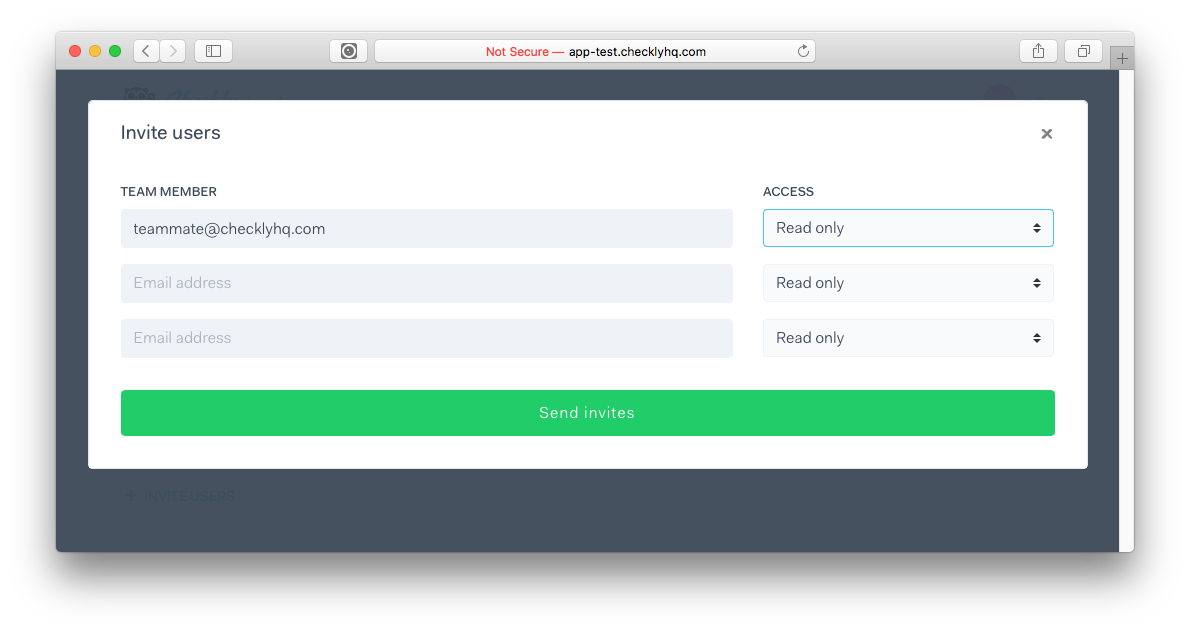 Not Secure — app-test.checklyhq.com
Invite users
TEAM MEMBER ACCESS
teammate@checklyhq.com Read only
Email address Read only
Email address Read only
Send invites
+ INVITE USERS